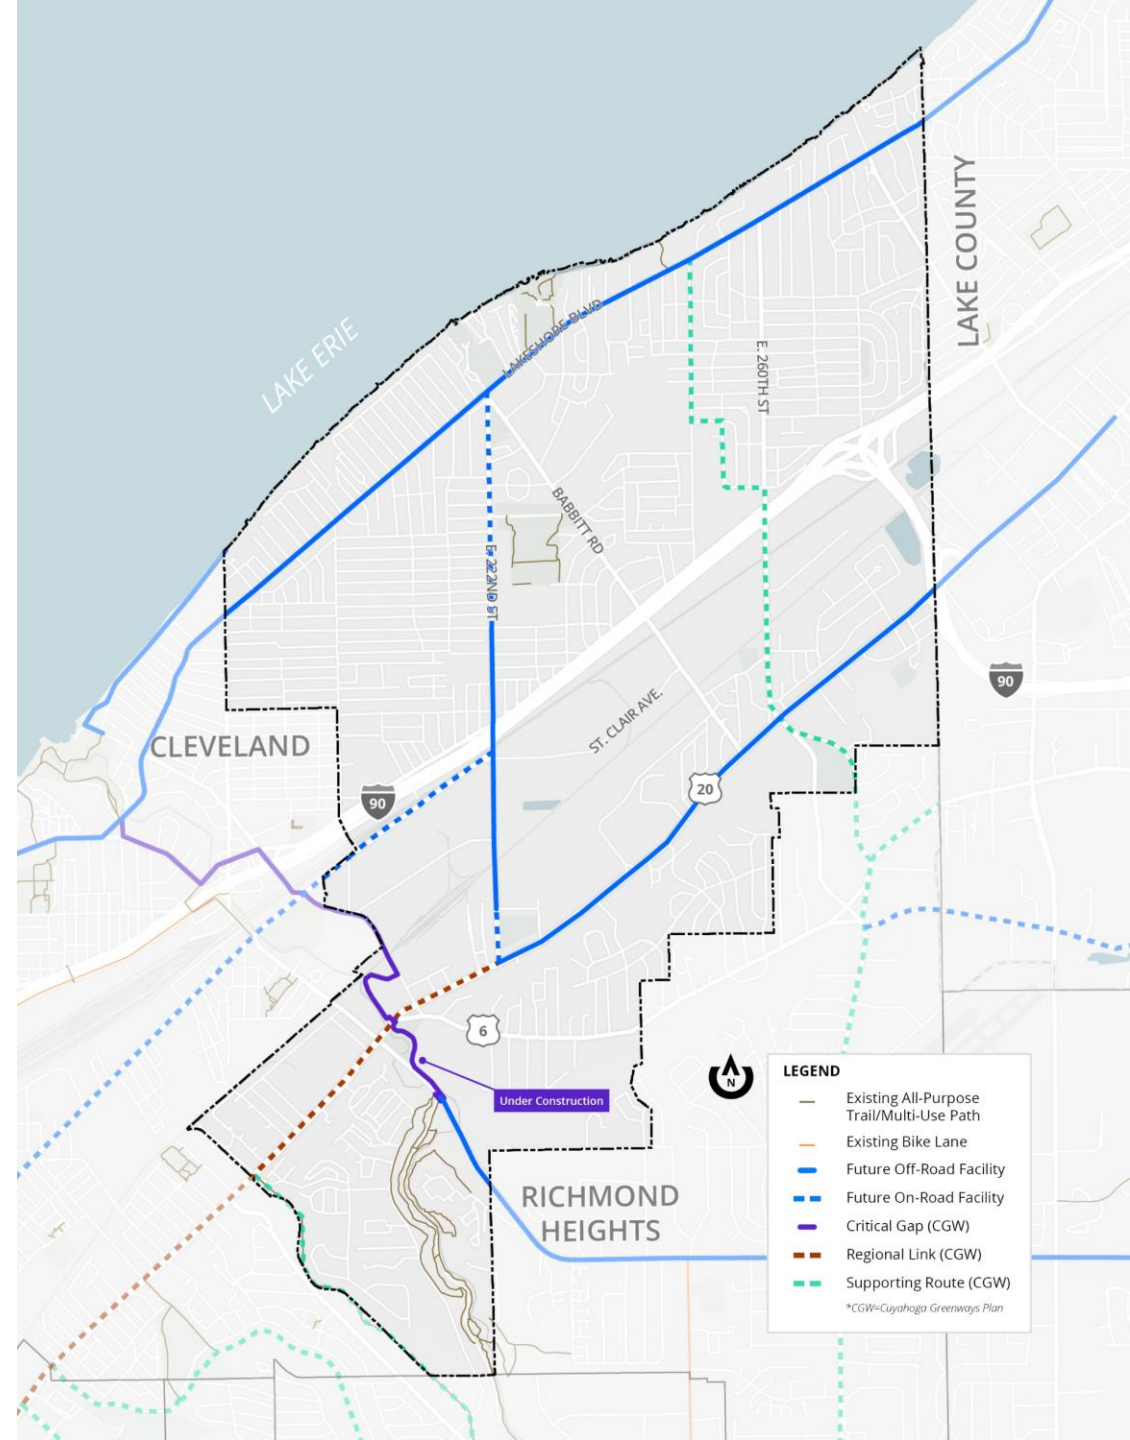 LAKE COUNTY
LAKE ERIE
LAKESHORE BLVD
E. 260TH ST
BABBITT RD
E. 222ND ST
90
ST. CLAIR AVE.
CLEVELAND
90
20
6
Under Construction
RICHMOND
HEIGHTS
N
LEGEND
Existing All-Purpose
Trail/Multi-Use Path
Existing Bike Lane
Future Off-Road Facility
Future On-Road Facility
Critical Gap (CGW)
Regional Link (CGW)
Supporting Route (CGW)
*CGW=Cuyahoga Greenways Plan